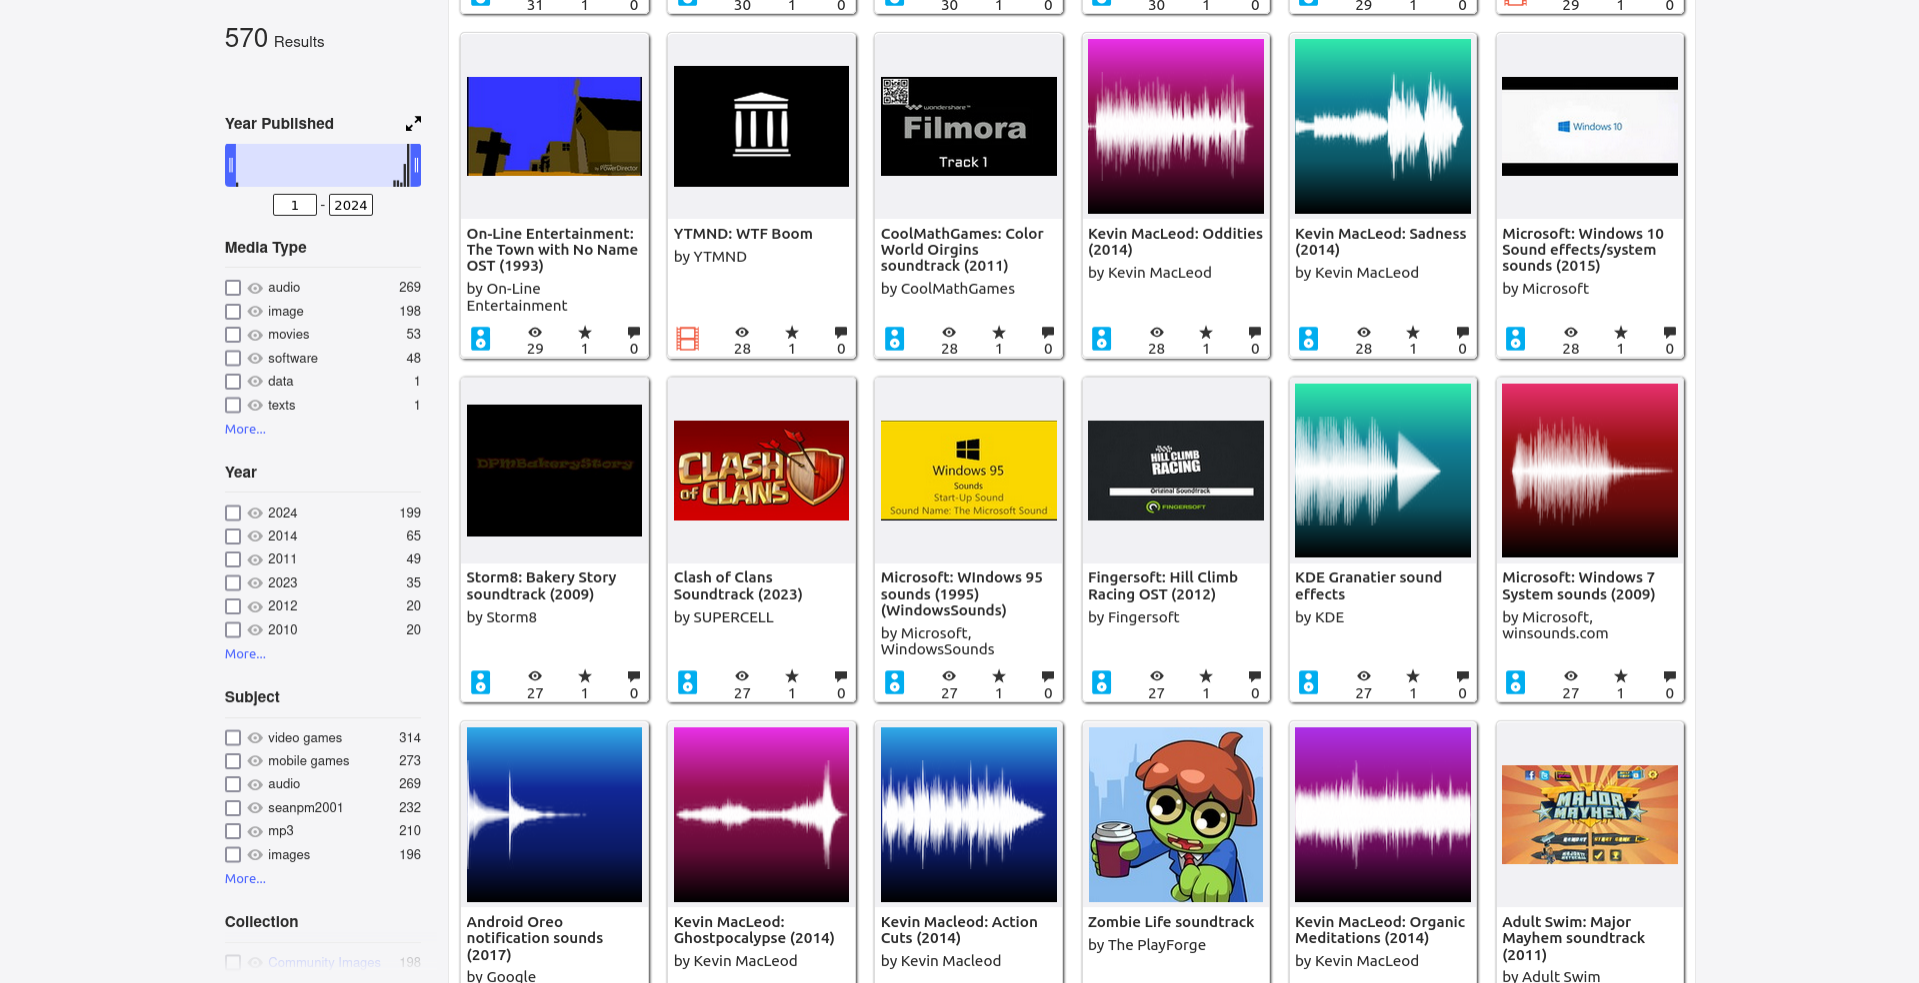 570 Results
Year Published
1 - 2024
Media Type
audio 269
image 198
movies 53
software 48
data 1
texts 1
More...
Year
2024 199
2014 65
2011 49
2023 35
2012 20
2010 20
More...
Subject
video games 314
mobile games 273
audio 269
seanpm2001 232
mp3 210
images 196
More...
Collection
Community Images 198
31 1 0
30 1 0
30 1 0
30 1 0
29 1 0
29 1 0
by PowerDirector
On-Line Entertainment:
The Town with No Name
OST (1993)
by On-Line
Entertainment
29 1 0
YTMND: WTF Boom
by YTMND
28 1 0
wondershare™
Filmora
Track 1
CoolMathGames: Color
World Oirgins
soundtrack (2011)
by CoolMathGames
28 1 0
Kevin MacLeod: Oddities
(2014)
by Kevin MacLeod
28 1 0
Kevin MacLeod: Sadness
(2014)
by Kevin MacLeod
28 1 0
Windows 10
Microsoft: Windows 10
Sound effects/system
sounds (2015)
by Microsoft
28 1 0
DPMBakeryStory
Storm8: Bakery Story
soundtrack (2009)
by Storm8
27 1 0
CLASH
OF CLANS
Clash of Clans
Soundtrack (2023)
by SUPERCELL
27 1 0
Windows 95
Sounds
Start-Up Sound
Sound Name: The Microsoft Sound
Microsoft: WIndows 95
sounds (1995)
(WindowsSounds)
by Microsoft,
WindowsSounds
27 1 0
HILL CLIMB
RACING
Original Soundtrack
FINGERSOFT
Fingersoft: Hill Climb
Racing OST (2012)
by Fingersoft
27 1 0
KDE Granatier sound
effects
by KDE
27 1 0
Microsoft: Windows 7
System sounds (2009)
by Microsoft,
winsounds.com
27 1 0
Android Oreo
notification sounds
(2017)
by Google
Kevin MacLeod:
Ghostpocalypse (2014)
by Kevin MacLeod
Kevin Macleod: Action
Cuts (2014)
by Kevin Macleod
Zombie Life soundtrack
by The PlayForge
Kevin MacLeod: Organic
Meditations (2014)
by Kevin MacLeod
MAJOR
MAYHEM
Adult Swim: Major
Mayhem soundtrack
(2011)
by Adult Swim